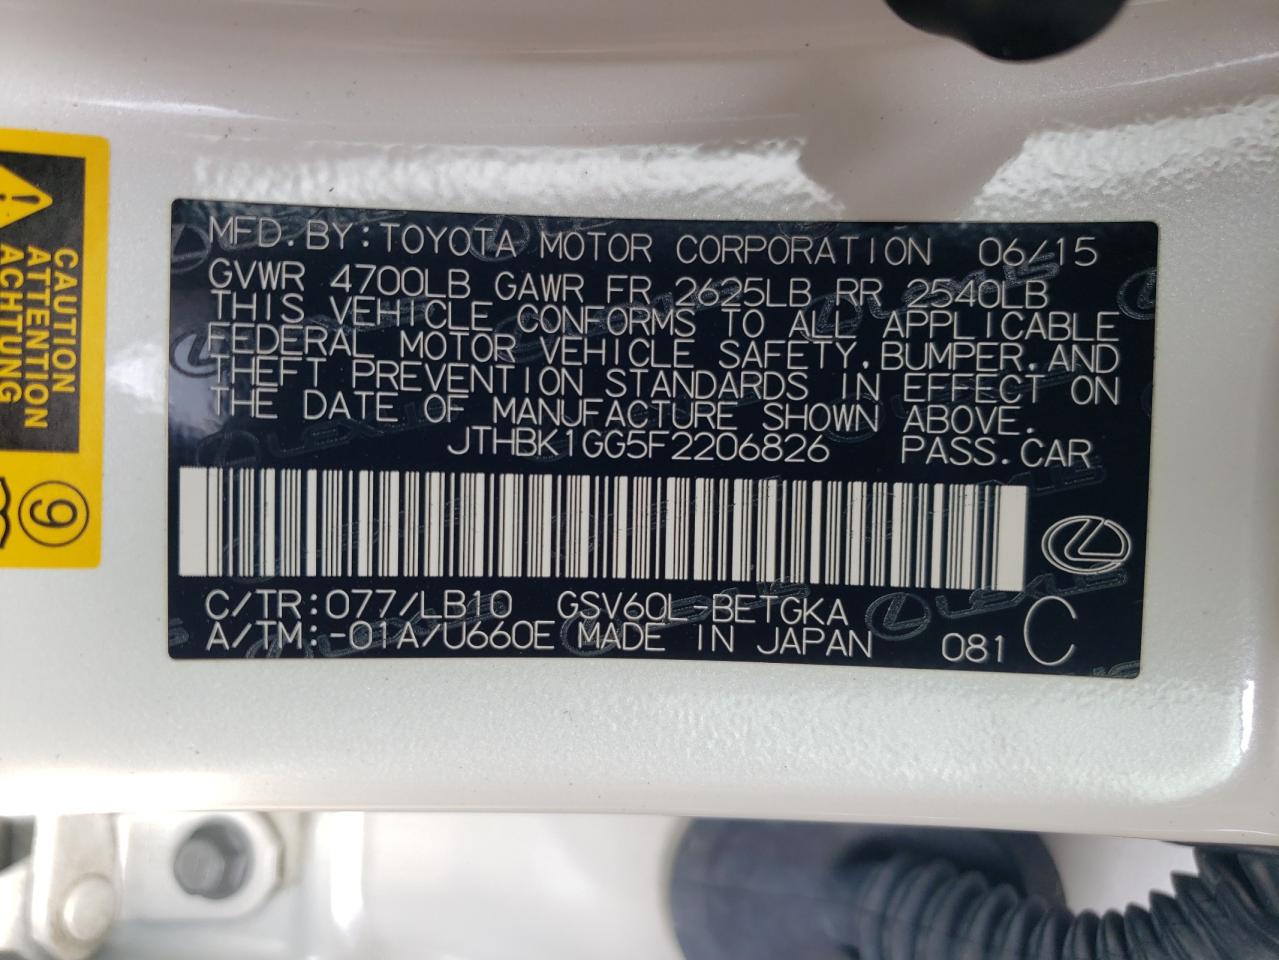 MFD.BY:TOYOTA MOTOR CORPORATION 06/15
GVWR 4700LB GAWR FR 2625LB RR 2540LB
THIS VEHICLE CONFORMS TO ALL APPLICABLE
FEDERAL MOTOR VEHICLE SAFETY,BUMPER,AND
THEFT PREVENTION STANDARDS IN EFFECT ON
THE DATE OF MANUFACTURE SHOWN ABOVE.
JTHBK1GG5F2206826 PASS.CAR
C/TR:077/LB10 GSV60L-BETGKA
A/TM:-01A/U660E MADE IN JAPAN 081 C
CAUTION
ATTENTION
ACHTUNG
9